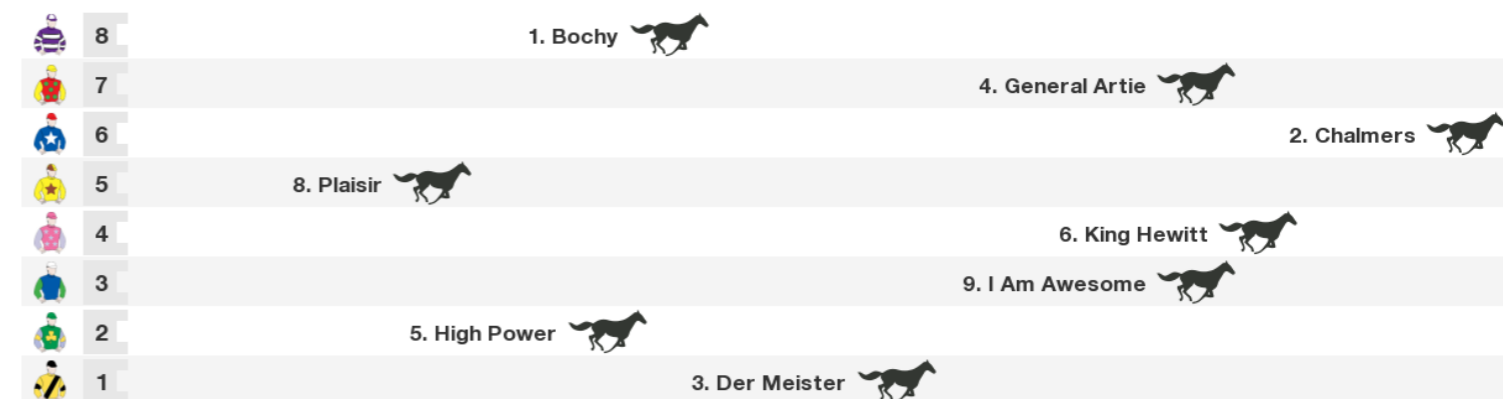 8 1. Bochy
7 4. General Artie
6 2. Chalmers
5 8. Plaisir
4 6. King Hewitt
3 9. I Am Awesome
2 5. High Power
1 3. Der Meister